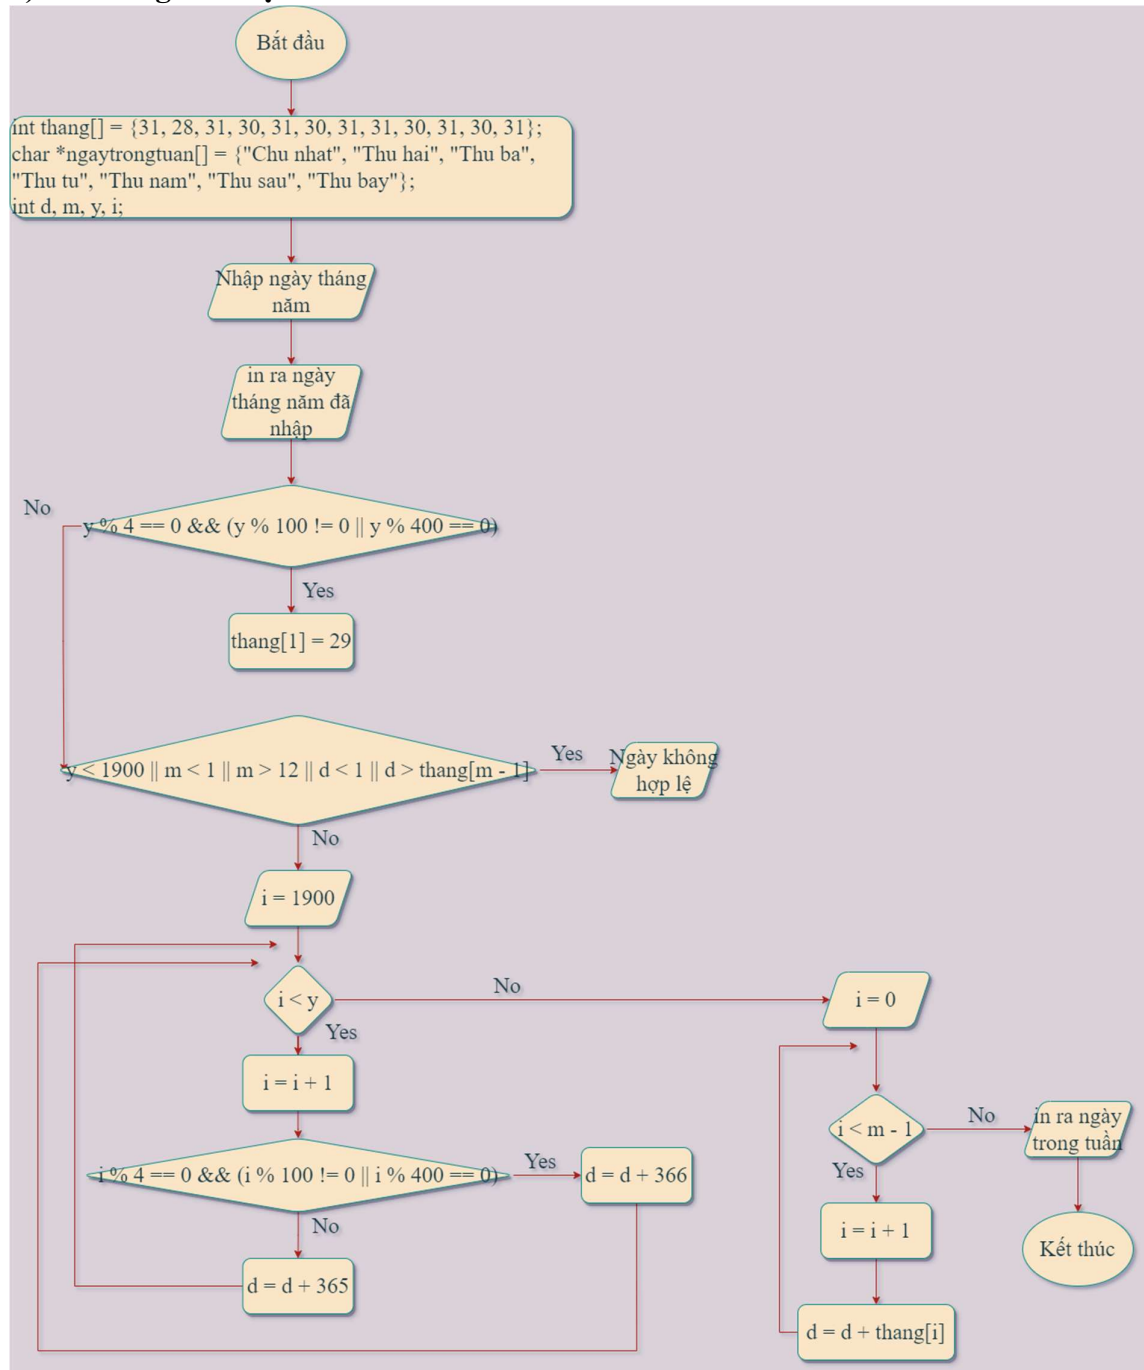 Bắt đầu
int thang[] = {31, 28, 31, 30, 31, 30, 31, 31, 30, 31, 30, 31};
char *ngaytrongtuan[] = {"Chu nhat", "Thu hai", "Thu ba",
"Thu tu", "Thu nam", "Thu sau", "Thu bay"};
int d, m, y, i;
Nhập ngày tháng
năm
in ra ngày
tháng năm đã
nhập
No
y % 4 == 0 && (y % 100 != 0 || y % 400 == 0)
Yes
thang[1] = 29
y < 1900 || m < 1 || m > 12 || d < 1 || d > thang[m - 1]
Yes
Ngày không
hợp lệ
No
i = 1900
i < y
No
i = 0
Yes
i = i + 1
i < m - 1
No
in ra ngày
trong tuần
i % 4 == 0 && (i % 100 != 0 || i % 400 == 0)
Yes
d = d + 366
Yes
i = i + 1
Kết thúc
No
d = d + 365
d = d + thang[i]